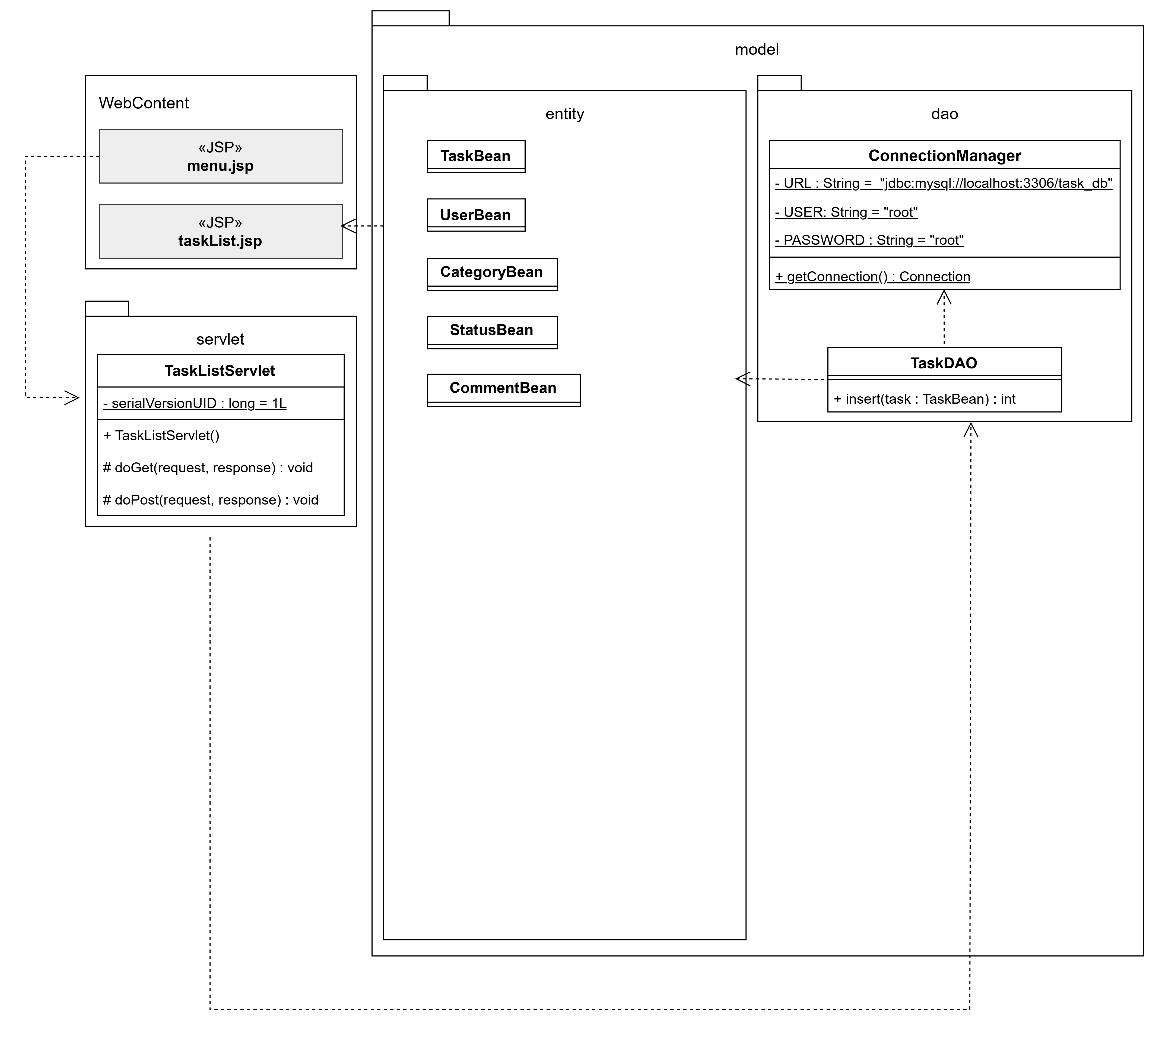 model
WebContent
«JSP»
menu.jsp
«JSP»
taskList.jsp
servlet
TaskListServlet
- serialVersionUID : long = 1L
+ TaskListServlet()
# doGet(request, response) : void
# doPost(request, response) : void
entity
TaskBean
UserBean
CategoryBean
StatusBean
CommentBean
dao
ConnectionManager
- URL : String =  "jdbc:mysql://localhost:3306/task_db"
- USER: String = "root"
- PASSWORD : String = "root"
+ getConnection() : Connection
TaskDAO
+ insert(task : TaskBean) : int